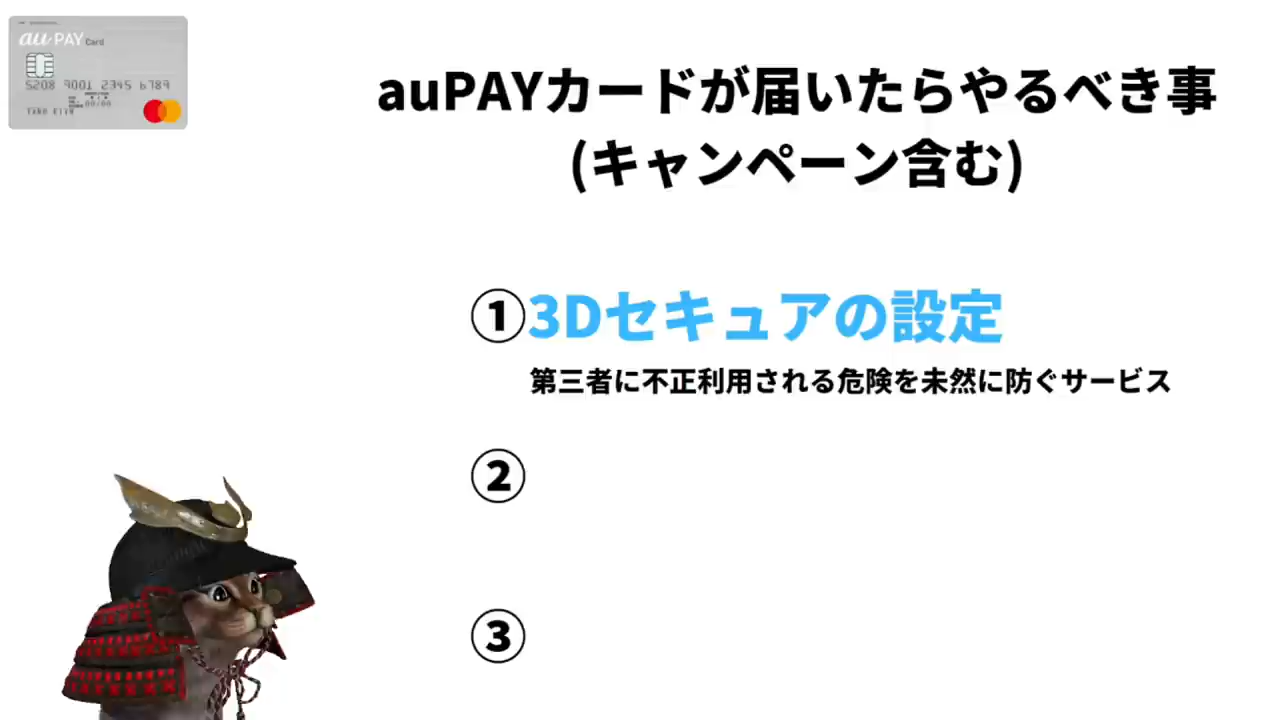 au PAY Card
5208 9001 2345 6789
00/00
auPAYカードが届いたらやるべき事
(キャンペーン含む)
①3Dセキュアの設定
第三者に不正利用される危険を未然に防ぐサービス
②
③